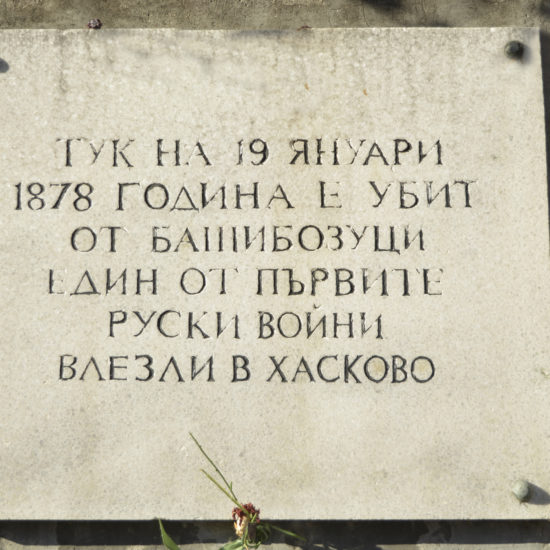 ТУК НА 19 ЯНУАРИ
1878 ГОДИНА Е УБИТ
ОТ БАШИБОЗУЦИ
ЕДИН ОТ ПЪРВИТЕ
РУСКИ ВОЙНИ
ВЛЕЗЛИ В ХАСКОВО